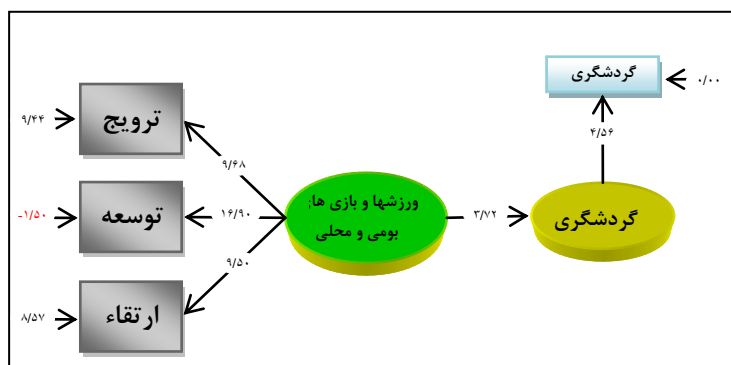 گردشگری
۰/۰۰
ترویج
۹/۴۴
۴/۵۶
۹/۶۸
ورزشها و بازی های
بومی و محلی
توسعه
-۱/۵۰
۱۶/۹۰
۳/۷۲
گردشگری
۹/۵۰
ارتقاء
۸/۵۷